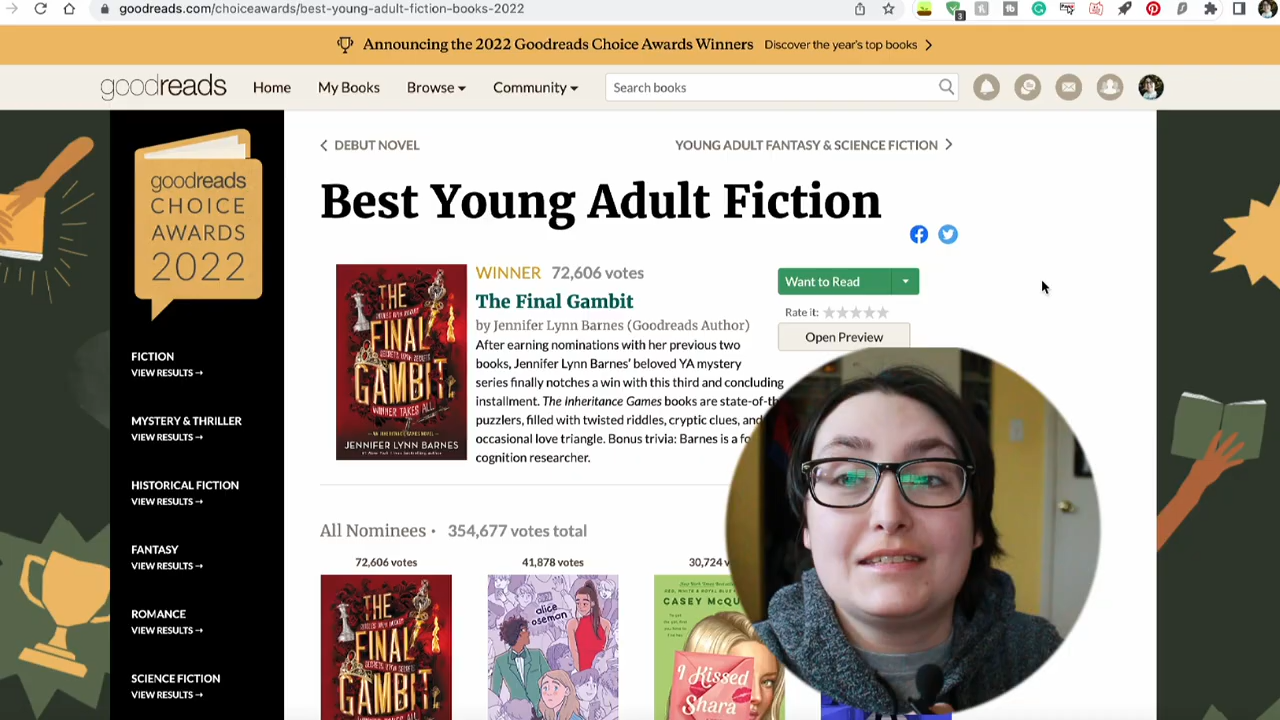 goodreads.com/choiceawards/best-young-adult-fiction-books-2022
3
Announcing the 2022 Goodreads Choice Awards Winners Discover the year's top books
goodreads Home My Books Browse Community Search books
DEBUT NOVEL YOUNG ADULT FANTASY & SCIENCE FICTION
goodreads
CHOICE
AWARDS
2022
Best Young Adult Fiction
WINNER 72,606 votes
The Final Gambit
by Jennifer Lynn Barnes (Goodreads Author)
After earning nominations with her previous two
books, Jennifer Lynn Barnes' beloved YA mystery
series finally notches a win with this third and concluding
installment. The Inheritance Games books are state-of-th
puzzlers, filled with twisted riddles, cryptic clues, and
occasional love triangle. Bonus trivia: Barnes is a fo
cognition researcher.
Want to Read
Rate it:
Open Preview
THE
FINAL
GAMBIT
WINNER TAKES ALL
JENNIFER LYNN BARNES
FICTION
VIEW RESULTS →
MYSTERY & THRILLER
VIEW RESULTS →
HISTORICAL FICTION
VIEW RESULTS →
FANTASY
VIEW RESULTS →
ROMANCE
VIEW RESULTS →
SCIENCE FICTION
VIEW RESULTS →
All Nominees · 354,677 votes total
72,606 votes 41,878 votes 30,724 v
THE
FINAL
GAMBIT
alice
oseman
CASEY McQU
I Kissed
Shara